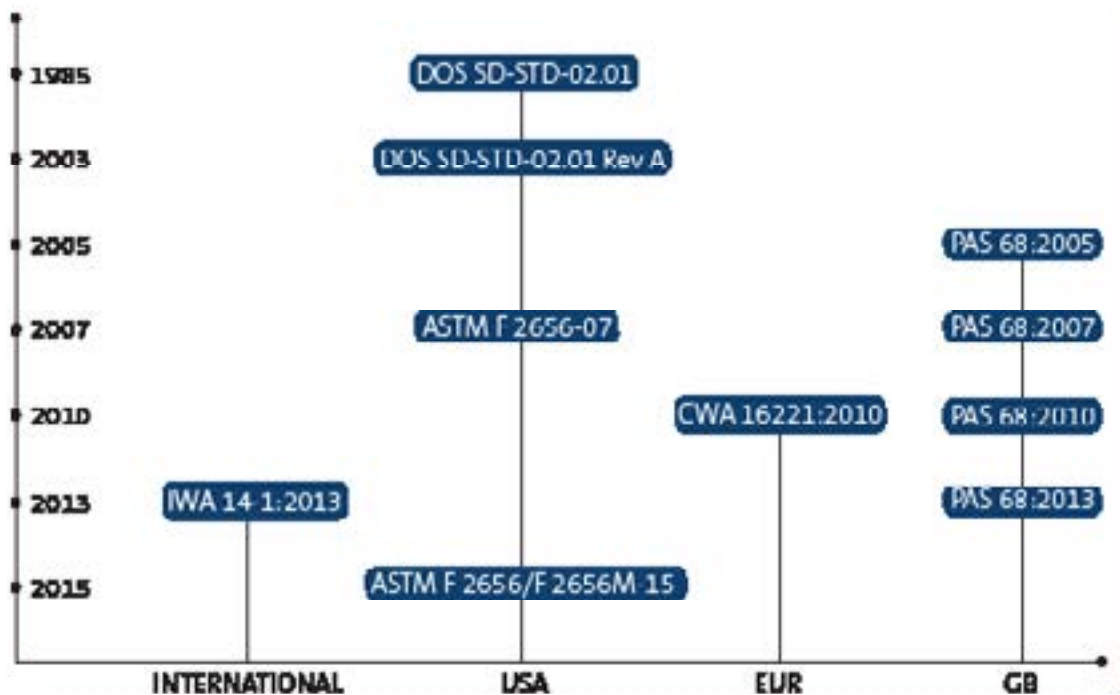 1985
DOS SD-STD-02.01
2003
DOS SD-STD-02.01 Rev A
2005
PAS 68:2005
2007
ASTM F 2656-07
PAS 68:2007
2010
CWA 16221:2010
PAS 68:2010
2013
IWA 14-1:2013
PAS 68:2013
2015
ASTM F 2656/F 2656M-15
INTERNATIONAL USA EUR GB